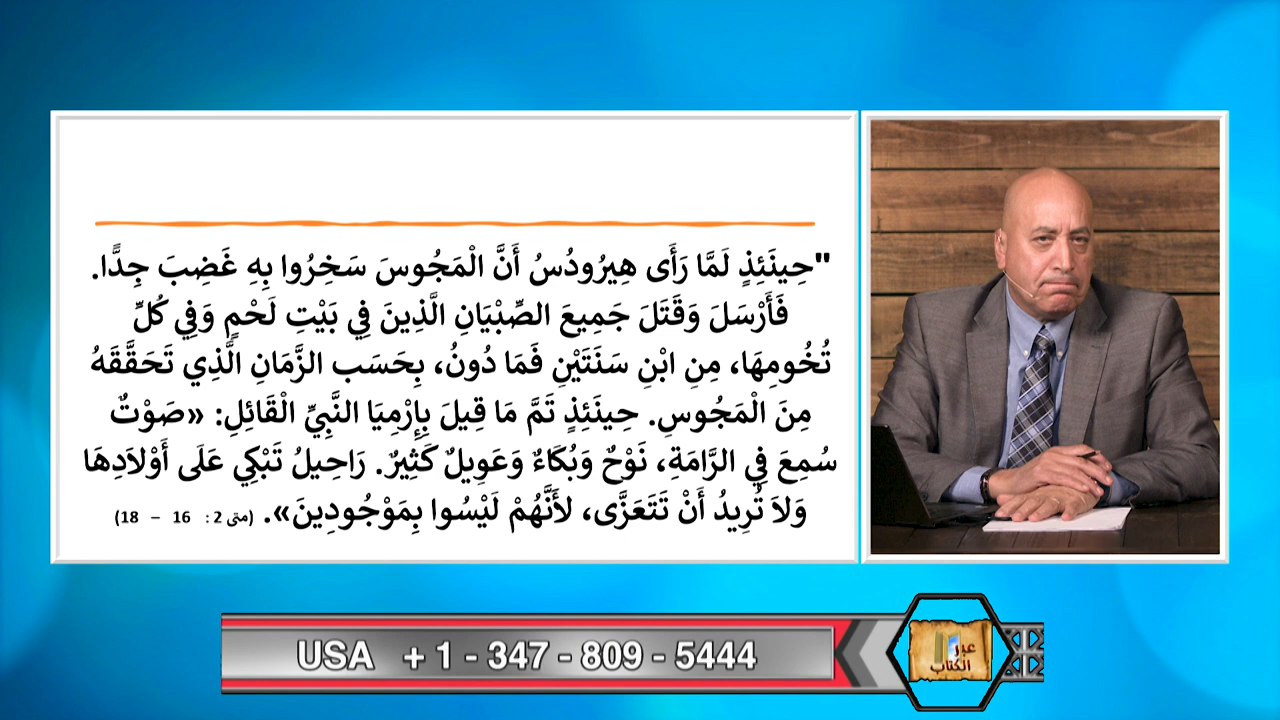 "حِينَئِذٍ لَمَّا رَأَى هِيرُودُسُ أَنَّ الْمَجُوسَ سَخِرُوا بِهِ غَضِبَ جِدًّا.
فَأَرْسَلَ وَقَتَلَ جَمِيعَ الصِّبْيَانِ الَّذِينَ فِي بَيْتِ لَحْمٍ وَفِي كُلِّ
تُخُومِهَا، مِنِ ابْنِ سَنَتَيْنِ فَمَا دُونُ، بِحَسَب الزَّمَانِ الَّذِي تَحَقَّقَهُ
مِنَ الْمَجُوسِ. حِينَئِذٍ تَمَّ مَا قِيلَ بِإِرْمِيَا النَّبِيِّ الْقَائِلِ: «صَوْتٌ
سُمِعَ فِي الرَّامَةِ، نَوْحٌ وَبُكَاءٌ وَعَوِيلٌ كَثِيرٌ. رَاحِيلُ تَبْكِي عَلَى أَوْلاَدِهَا
وَلاَ تُرِيدُ أَنْ تَتَعَزَّى، لأَنَّهُمْ لَيْسُوا بِمَوْجُودِينَ». (متى 2 : 16 – 18)
USA + 1 - 347 - 809 - 5444
عبر
الكتاب